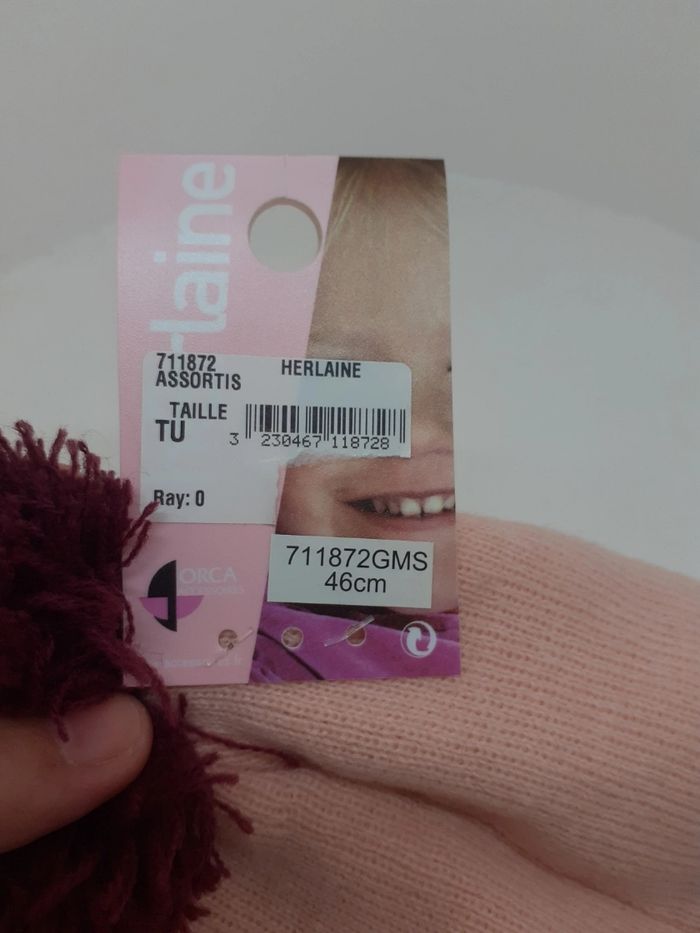 rlaine
711872 HERLAINE
ASSORTIS
TAILLE
TU
3 230467 118728
Ray: 0
711872GMS
46cm
ORCA